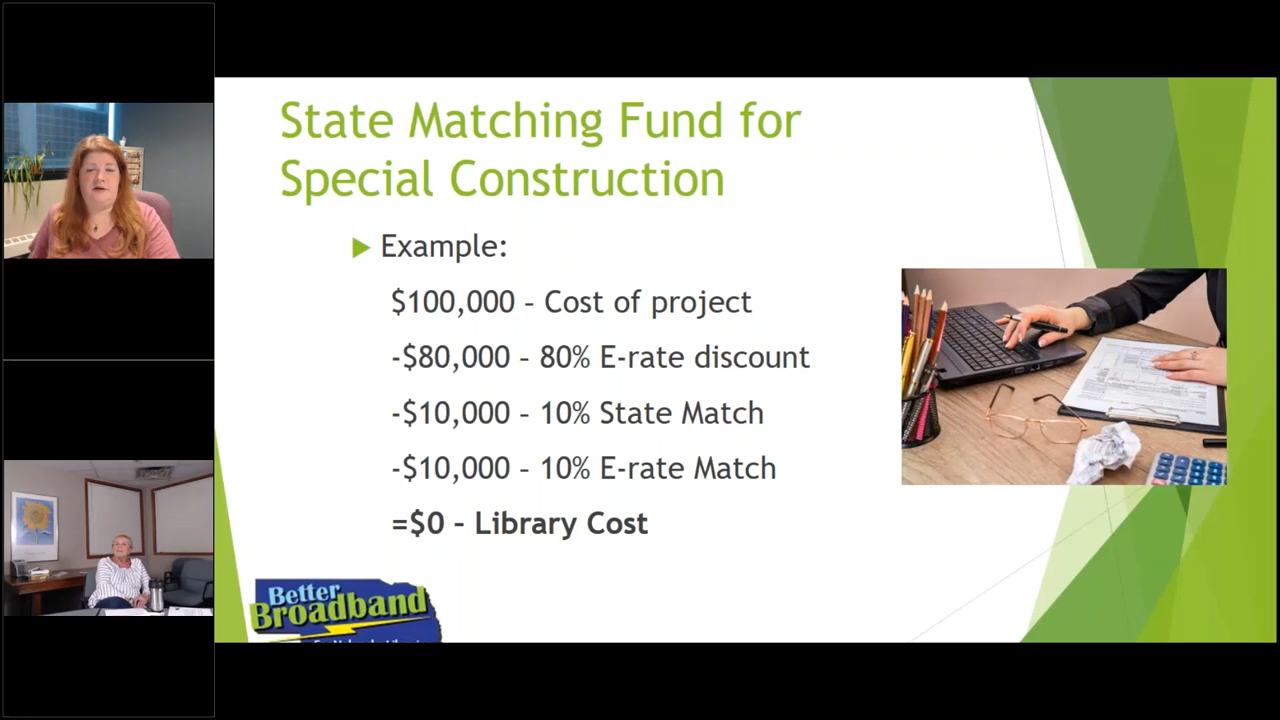 State Matching Fund for
Special Construction
Example:
$100,000 – Cost of project
-$80,000 – 80% E-rate discount
-$10,000 – 10% State Match
-$10,000 – 10% E-rate Match
=$0 – Library Cost
Better
Broadband